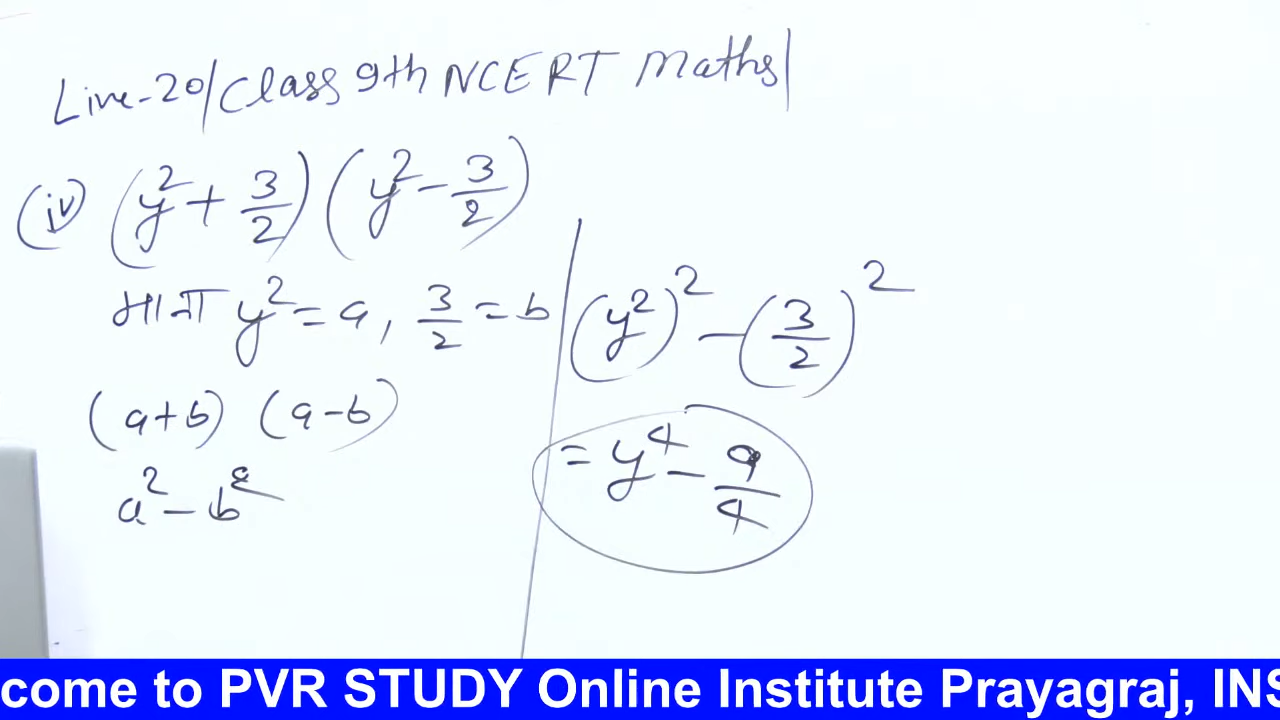 Live-20/Class 9th NCERT Maths/
(iv) (y² + 3/2) (y² - 3/2)
माना y² = a, 3/2 = b
(a+b) (a-b)
a² - b²
(y²)² - (3/2)²
= y⁴ - 9/4
come to PVR STUDY Online Institute Prayagraj, INS